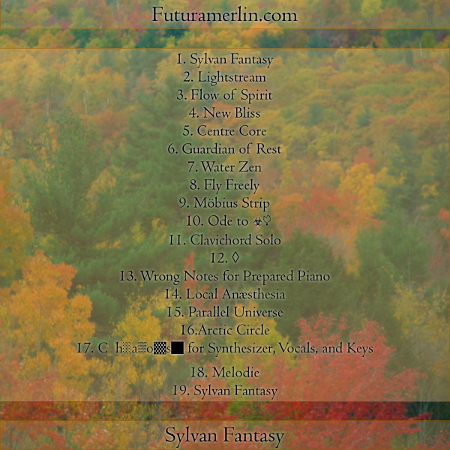 Futuramerlin.com
1. Sylvan Fantasy
2. Lightstream
3. Flow of Spirit
4. New Bliss
5. Centre Core
6. Guardian of Rest
7. Water Zen
8. Fly Freely
9. Möbius Strip
10. Ode to
11. Clavichord Solo
12. ◊
13. Wrong Notes for Prepared Piano
14. Local Anæsthesia
15. Parallel Universe
16.Arctic Circle
17. C h░a▒o▓s█ for Synthesizer, Vocals, and Keys
18. Melodie
19. Sylvan Fantasy
Sylvan Fantasy